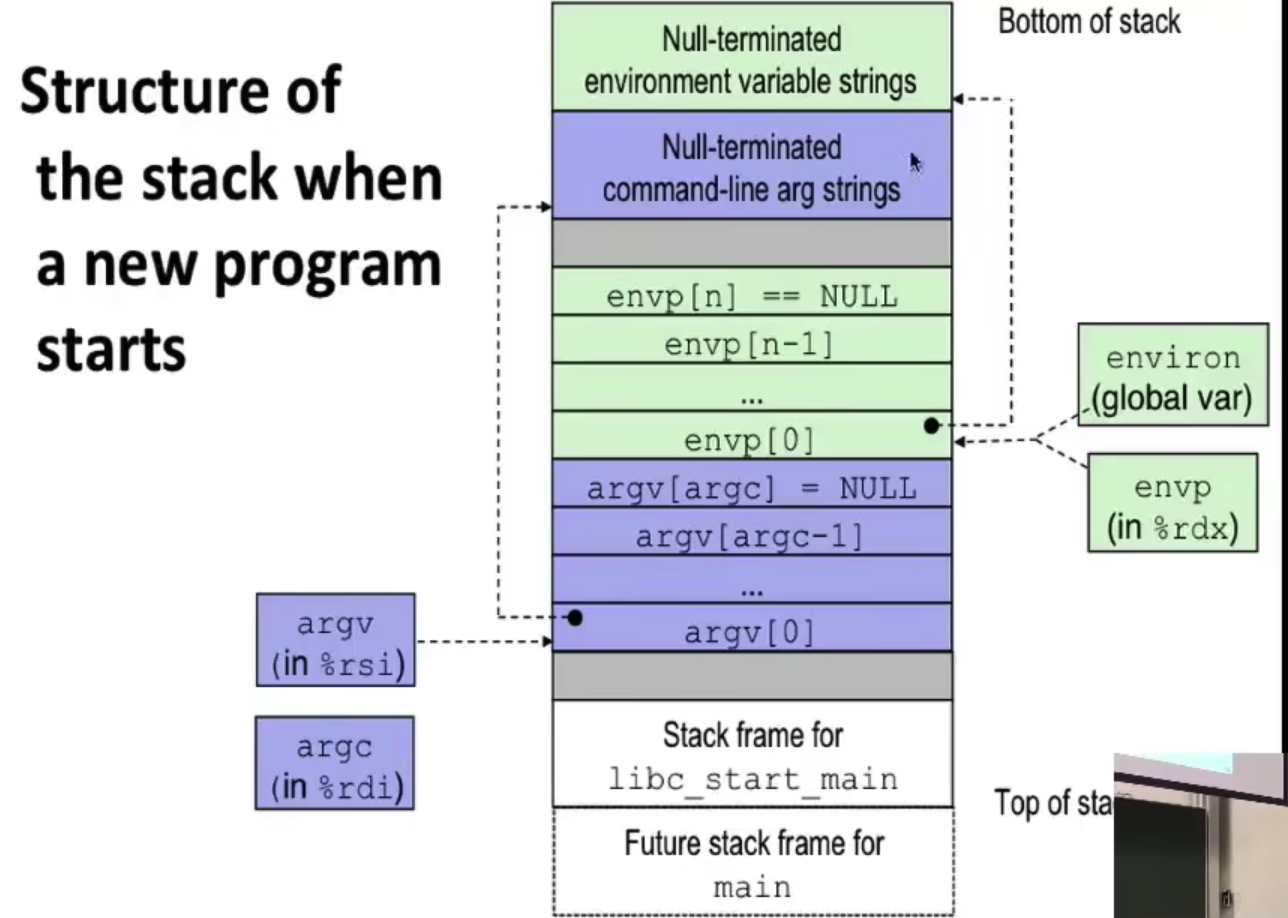 Structure of
the stack when
a new program
starts
Bottom of stack
Null-terminated
environment variable strings
Null-terminated
command-line arg strings
envp[n] == NULL
envp[n-1]
...
envp[0]
argv[argc] = NULL
argv[argc-1]
...
argv[0]
environ
(global var)
envp
(in %rdx)
argv
(in %rsi)
argc
(in %rdi)
Stack frame for
libc_start_main
Top of sta
Future stack frame for
main